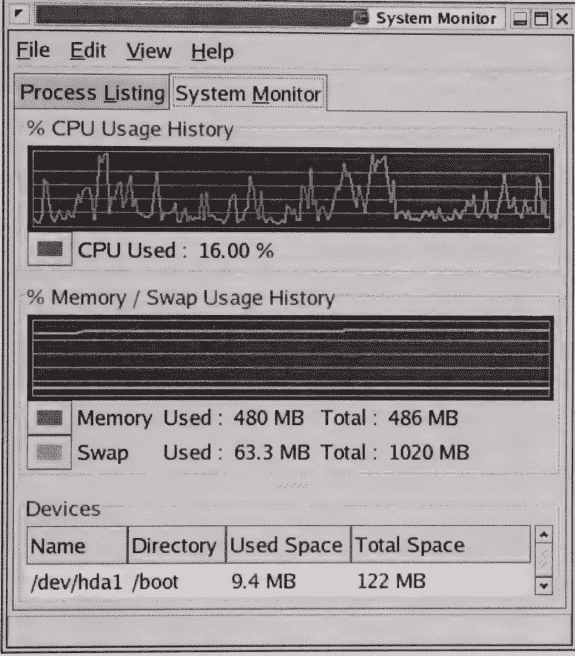 System Monitor
File Edit View Help
Process Listing System Monitor
% CPU Usage History
CPU Used : 16.00 %
% Memory / Swap Usage History
Memory Used : 480 MB Total : 486 MB
Swap Used : 63.3 MB Total : 1020 MB
Devices
Name Directory Used Space Total Space
/dev/hda1 /boot 9.4 MB 122 MB